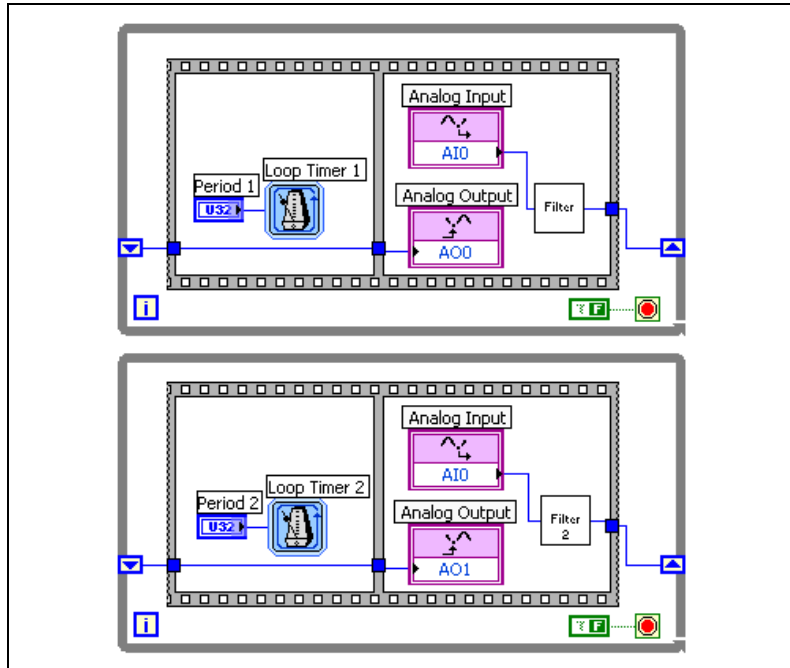 Analog Input
AI0
Loop Timer 1
Period 1
U32
Analog Output
AO0
Filter
i
F
Analog Input
AI0
Loop Timer 2
Period 2
U32
Analog Output
AO1
Filter
2
i
F